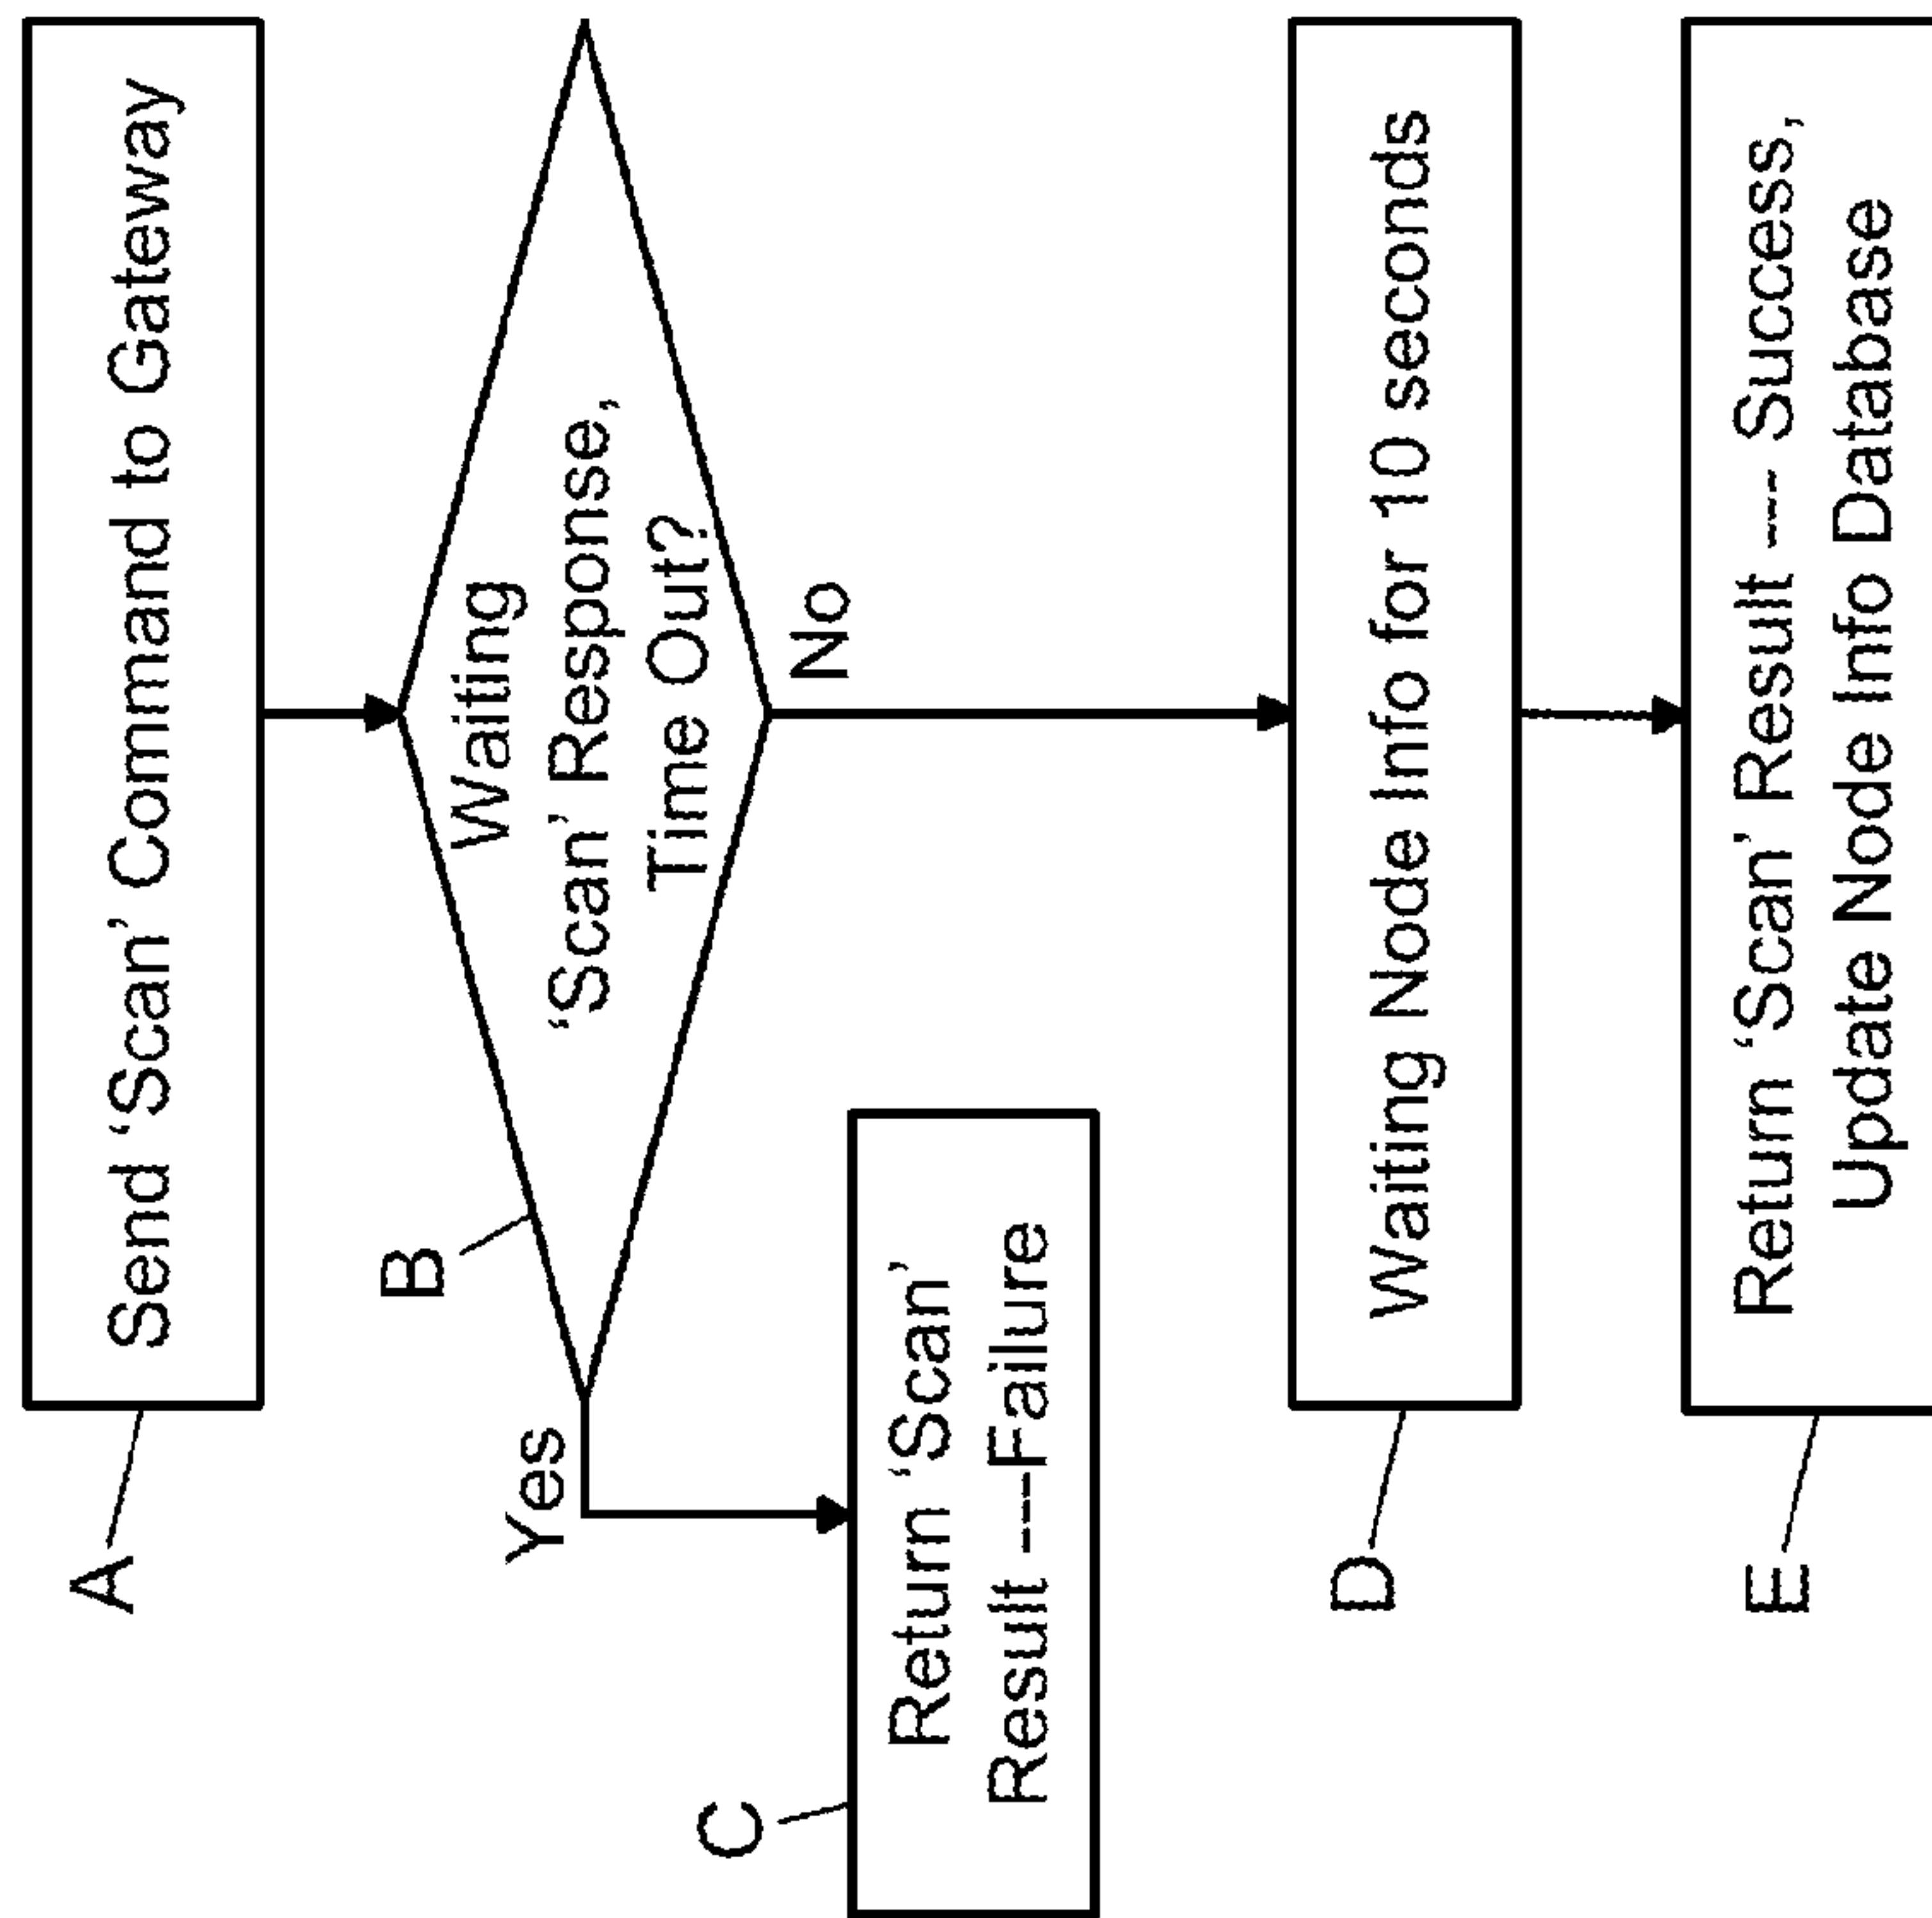 A
Send ‘Scan’ Command to Gateway
B
Waiting
‘Scan’ Response,
Time Out?
Yes
No
C
Return ‘Scan’
Result ---Failure
D
Waiting Node Info for 10 seconds
E
Return ‘Scan’ Result --- Success,
Update Node Info Database